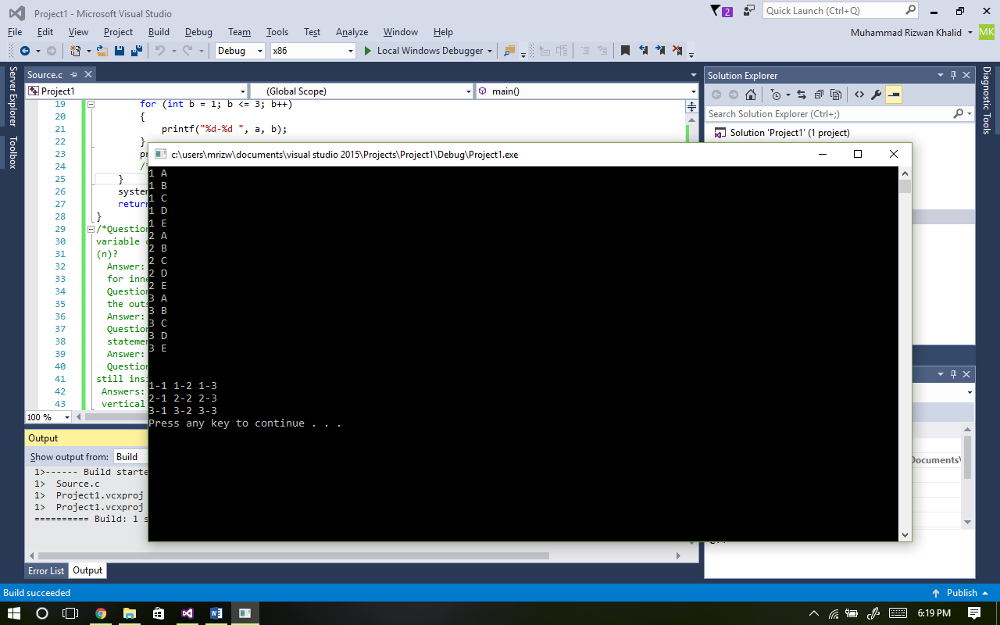 Project1 - Microsoft Visual Studio
2
Quick Launch (Ctrl+Q)
File Edit View Project Build Debug Team Tools Test Analyze Window Help
Muhammad Rizwan Khalid MK
Debug x86 Local Windows Debugger
Server Explorer
Toolbox
Source.c
Project1 (Global Scope) main()
19 for (int b = 1; b <= 3; b++)
20 {
21 printf("%d-%d ", a, b);
22 }
23 pr
24 /*
25 }
26 system
27 return
28 }
29 /*Question
30 variable
31 (n)?
32 Answer:
33 for inne
34 Question
35 the outs
36 Answer:
37 Question
38 statemen
39 Answer:
40 Question
41 still insi
42 Answers:
43 vertical
100 %
Solution Explorer
Search Solution Explorer (Ctrl+;)
Solution 'Project1' (1 project)
Diagnostic Tools
c:\users\mrizw\documents\visual studio 2015\Projects\Project1\Debug\Project1.exe
1 A
1 B
1 C
1 D
1 E
2 A
2 B
2 C
2 D
2 E
3 A
3 B
3 C
3 D
3 E
1-1 1-2 1-3
2-1 2-2 2-3
3-1 3-2 3-3
Press any key to continue . . .
Documents\
Output
Show output from: Build
1>------ Build starte
1> Source.c
1> Project1.vcxproj
1> Project1.vcxproj
========== Build: 1 s
Error List Output
Build succeeded
Publish
6:19 PM